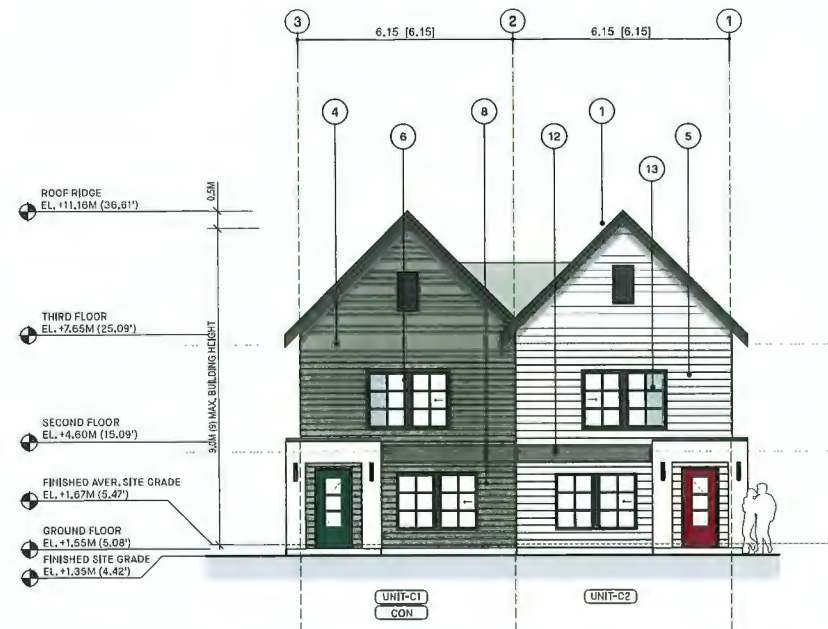 3
2
1
6.15 [6.15]
6.15 [6.15]
4
6
8
12
1
13
5
ROOF RIDGE
EL. +11.16M (36.61')
0.5M
THIRD FLOOR
EL. +7.65M (25.09')
9.0M (9) MAX. BUILDING HEIGHT
SECOND FLOOR
EL. +4.60M (15.09')
FINISHED AVER. SITE GRADE
EL. +1.67M (5.47')
GROUND FLOOR
EL. +1.55M (5.08')
FINISHED SITE GRADE
EL. +1.35M (4.42')
UNIT-C1
CON
UNIT-C2